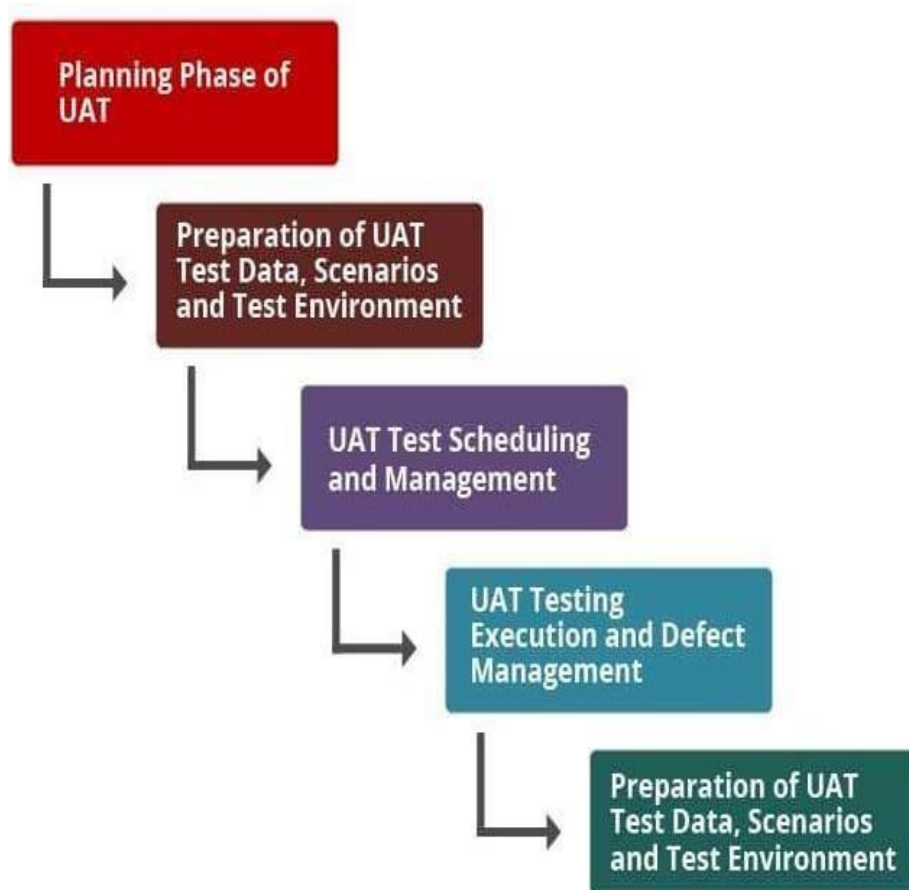 Planning Phase of
UAT
Preparation of UAT
Test Data, Scenarios
and Test Environment
UAT Test Scheduling
and Management
UAT Testing
Execution and Defect
Management
Preparation of UAT
Test Data, Scenarios
and Test Environment